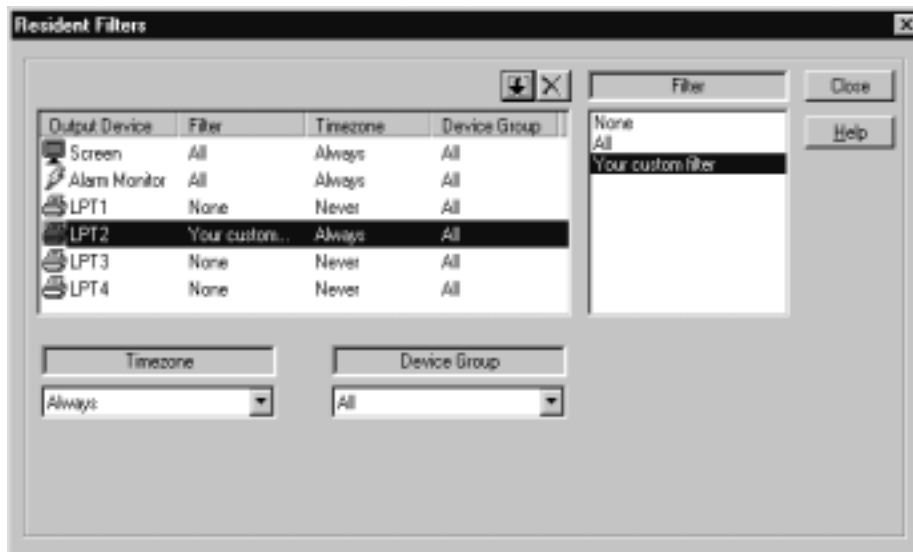 Resident Filters
Filter
Close
Output Device Filter Timezone Device Group
Screen All Always All
Alarm Monitor All Always All
LPT1 None Never All
LPT2 Your custom... Always All
LPT3 None Never All
LPT4 None Never All
None
All
Your custom filter
Help
Timezone Device Group
Always All